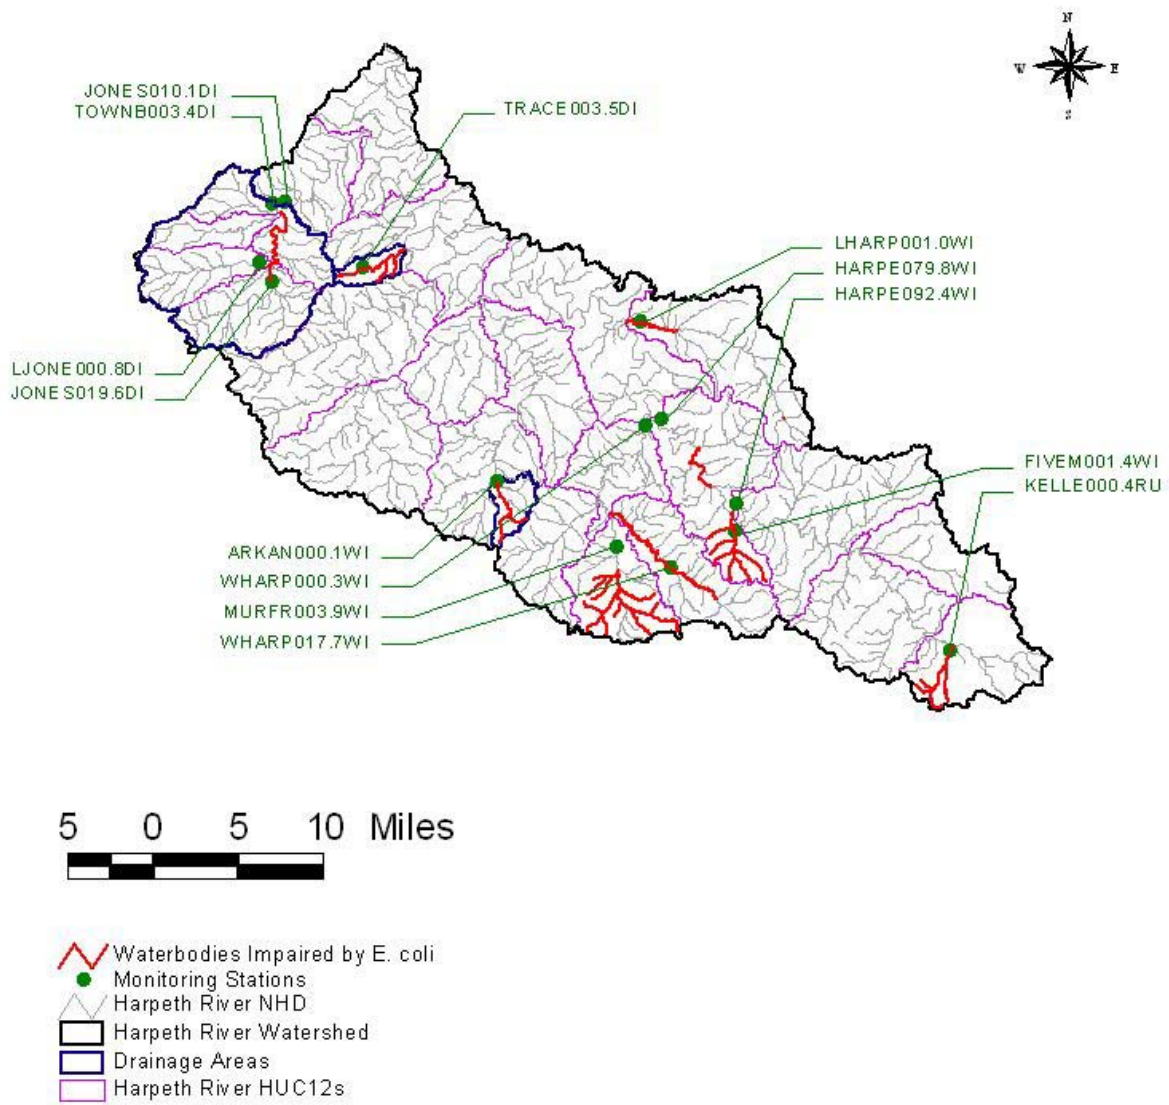 N
W E
S
JONES010.1DI
TOWNB003.4DI
TRACE003.5DI
LHARP001.0WI
HARPE079.8WI
HARPE092.4WI
LJONE000.8DI
JONES019.6DI
FIVEM001.4WI
KELLE000.4RU
ARKAN000.1WI
WHARP000.3WI
MURFR003.9WI
WHARP017.7WI
5 0 5 10 Miles
Waterbodies Impaired by E. coli
Monitoring Stations
Harpeth River NHD
Harpeth River Watershed
Drainage Areas
Harpeth River HUC12s